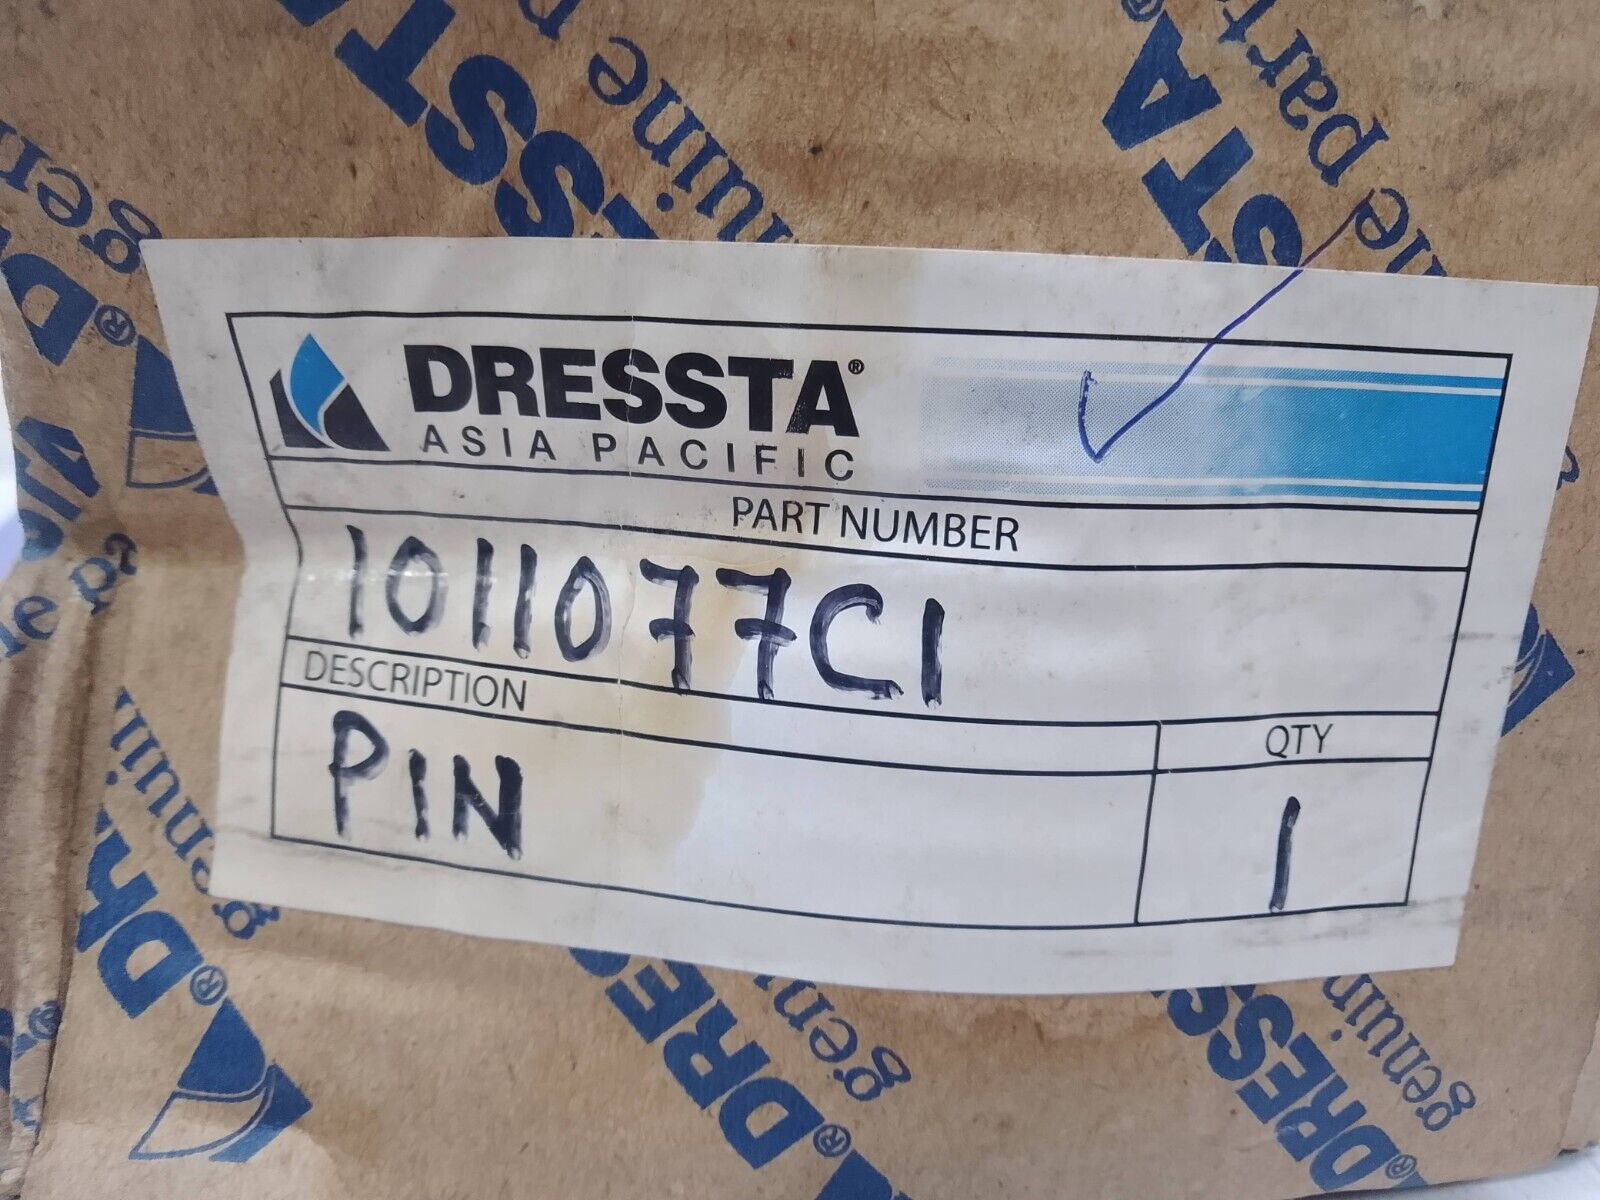 DRESSTA®
ASIA PACIFIC
PART NUMBER
1011077C1
DESCRIPTION
QTY
PIN
1